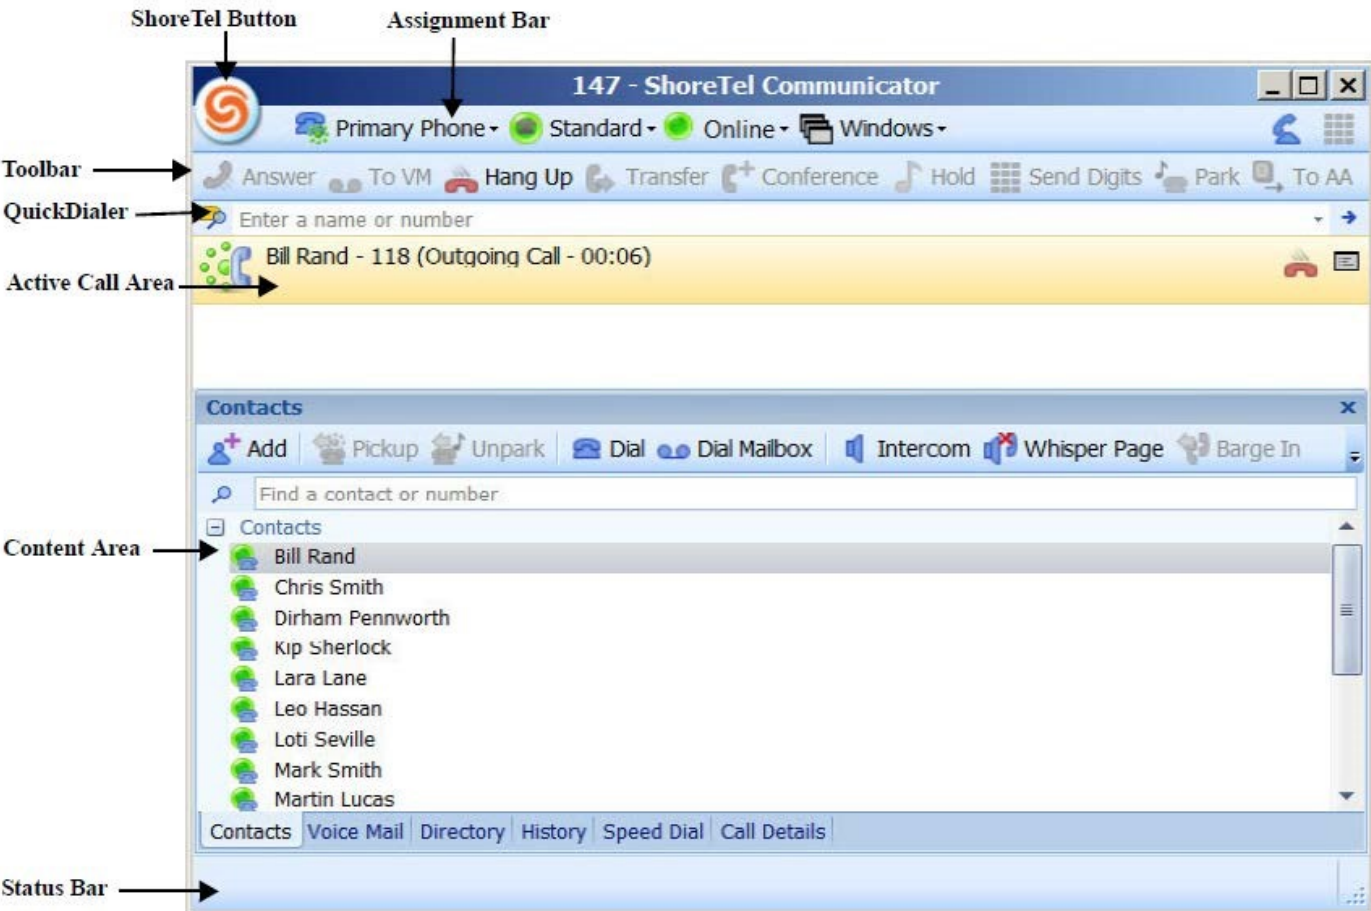 ShoreTel Button
Assignment Bar
147 - ShoreTel Communicator
Primary Phone Standard Online Windows
Toolbar
Answer To VM Hang Up Transfer Conference Hold Send Digits Park To AA
QuickDialer
Enter a name or number
Bill Rand - 118 (Outgoing Call - 00:06)
Active Call Area
Contacts
Add Pickup Unpark Dial Dial Mailbox Intercom Whisper Page Barge In
Find a contact or number
Contacts
Content Area
Bill Rand
Chris Smith
Dirham Pennworth
Kip Sherlock
Lara Lane
Leo Hassan
Loti Seville
Mark Smith
Martin Lucas
Contacts Voice Mail Directory History Speed Dial Call Details
Status Bar